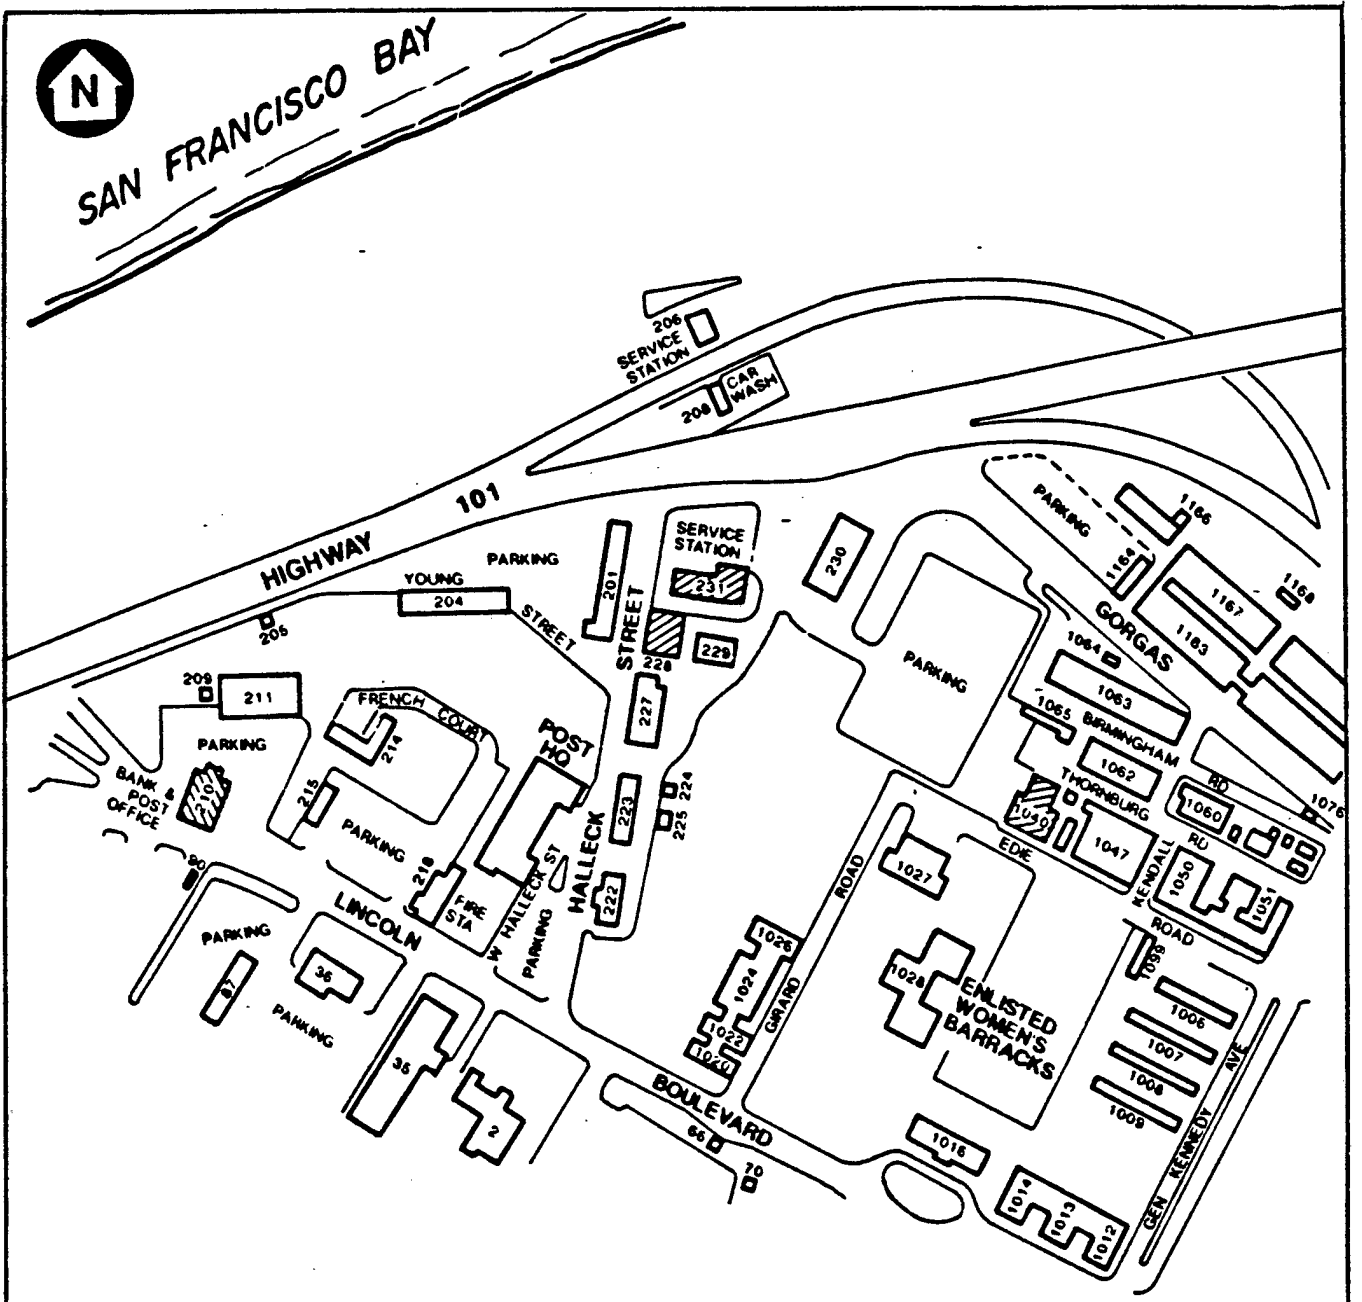 N
SAN FRANCISCO BAY
206
SERVICE
STATION
208
CAR
WASH
HIGHWAY 101
PARKING
YOUNG STREET
204
205
201
STREET
SERVICE
STATION
231
228
229
230
PARKING
1166
1164
1167
1163
1168
GORGAS
PARKING
1064
1063
1065
BIRMINGHAM RD
1062
THORNBURG RD
1060
1076
1040
1047
EDIE ROAD
KENDALL
1050
1051
1099
209
211
PARKING
BANK &
POST
OFFICE
210
FRENCH COURT
214
215
PARKING
POST
HQ
227
224
225
223
222
HALLECK
W HALLECK ST
PARKING
218
FIRE
STA
90
PARKING
87
36
PARKING
LINCOLN
BOULEVARD
35
2
66
70
1026
1024
1022
1020
GIRARD ROAD
1027
1028
ENLISTED
WOMEN'S
BARRACKS
1006
1007
1008
1009
GEN KENNEDY AVE
1016
1014
1013
1012